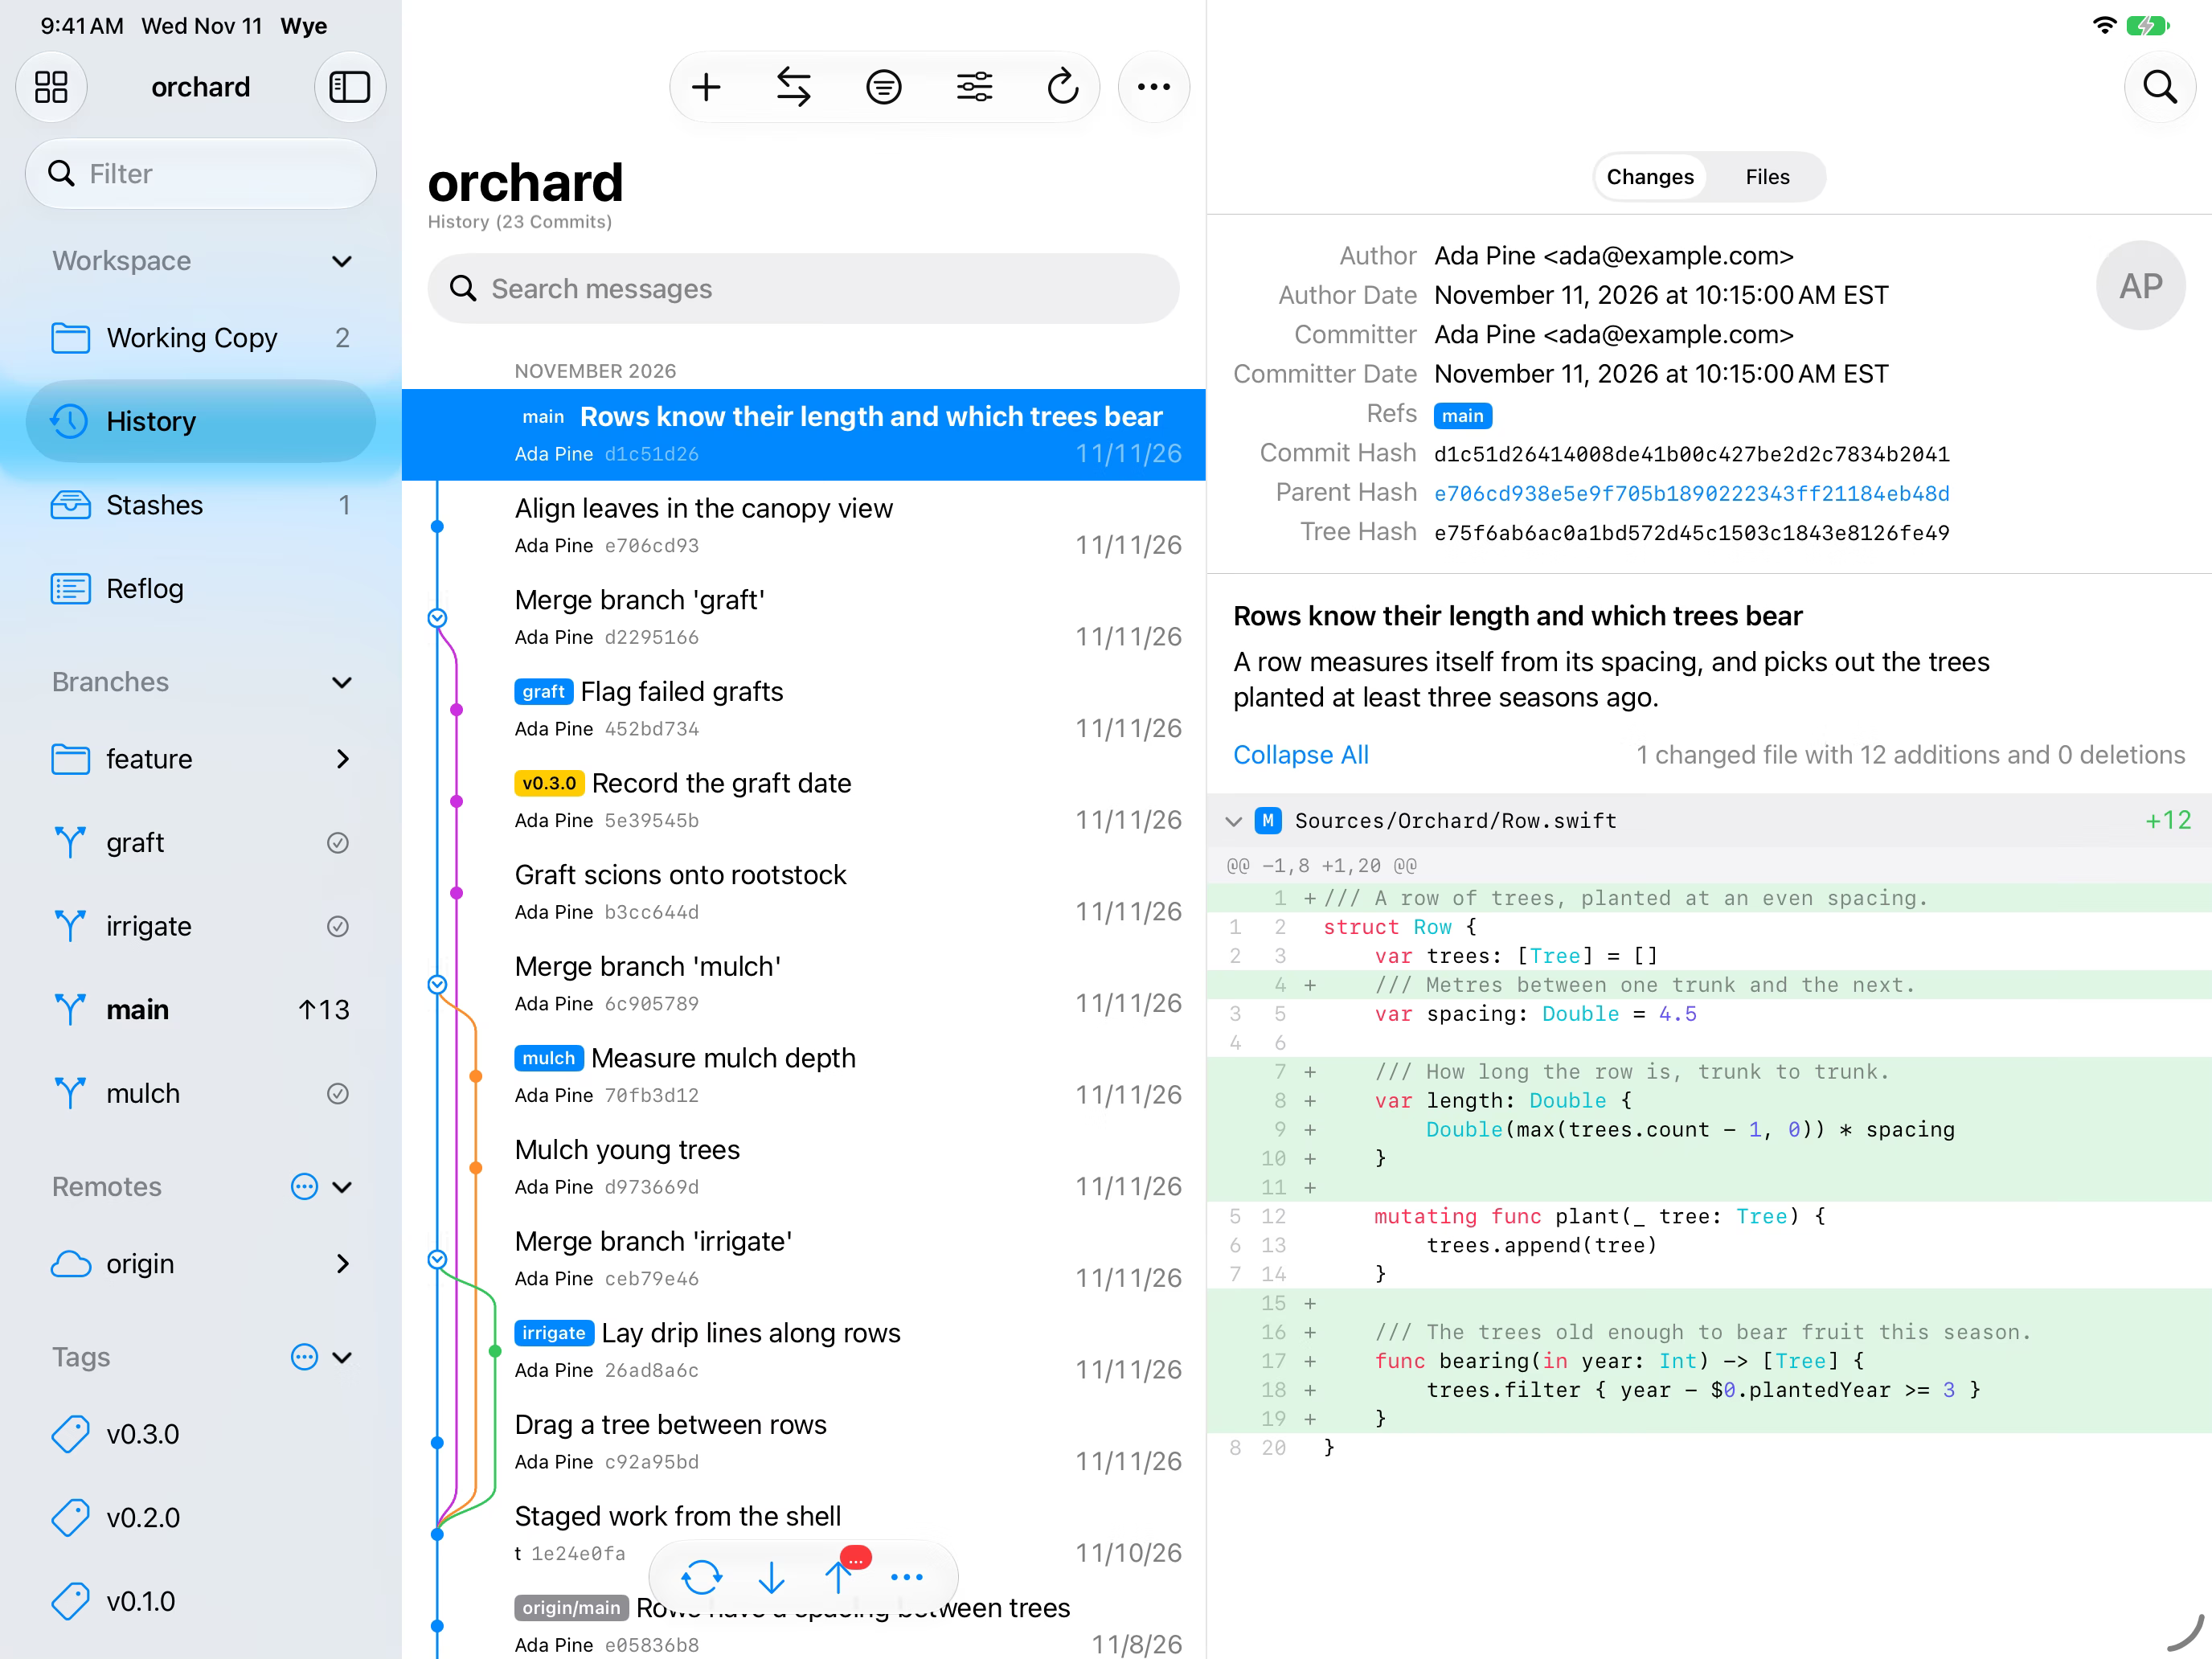 9:41 AM Wed Nov 11 Wye
orchard
Filter
Workspace
Working Copy 2
History
Stashes 1
Reflog
Branches
feature
graft
irrigate
main ↑13
mulch
Remotes
origin
Tags
v0.3.0
v0.2.0
v0.1.0
orchard
History (23 Commits)
Search messages
NOVEMBER 2026
main Rows know their length and which trees bear
Ada Pine d1c51d26 11/11/26
Align leaves in the canopy view
Ada Pine e706cd93 11/11/26
Merge branch 'graft'
Ada Pine d2295166 11/11/26
graft Flag failed grafts
Ada Pine 452bd734 11/11/26
v0.3.0 Record the graft date
Ada Pine 5e39545b 11/11/26
Graft scions onto rootstock
Ada Pine b3cc644d 11/11/26
Merge branch 'mulch'
Ada Pine 6c905789 11/11/26
mulch Measure mulch depth
Ada Pine 70fb3d12 11/11/26
Mulch young trees
Ada Pine d973669d 11/11/26
Merge branch 'irrigate'
Ada Pine ceb79e46 11/11/26
irrigate Lay drip lines along rows
Ada Pine 26ad8a6c 11/11/26
Drag a tree between rows
Ada Pine c92a95bd 11/11/26
Staged work from the shell
t 1e24e0fa 11/10/26
...
origin/main Rows have a spacing between trees
Ada Pine e05836b8 11/8/26
Changes Files
Author Ada Pine <ada@example.com>
Author Date November 11, 2026 at 10:15:00 AM EST
Committer Ada Pine <ada@example.com>
Committer Date November 11, 2026 at 10:15:00 AM EST
Refs main
Commit Hash d1c51d26414008de41b00c427be2d2c7834b2041
Parent Hash e706cd938e5e9f705b1890222343ff21184eb48d
Tree Hash e75f6ab6ac0a1bd572d45c1503c1843e8126fe49
AP
Rows know their length and which trees bear
A row measures itself from its spacing, and picks out the trees
planted at least three seasons ago.
Collapse All 1 changed file with 12 additions and 0 deletions
M Sources/Orchard/Row.swift +12
@@ -1,8 +1,20 @@
1 + /// A row of trees, planted at an even spacing.
1 2 struct Row {
2 3 var trees: [Tree] = []
4 + /// Metres between one trunk and the next.
3 5 var spacing: Double = 4.5
4 6
7 + /// How long the row is, trunk to trunk.
8 + var length: Double {
9 + Double(max(trees.count - 1, 0)) * spacing
10 + }
11 +
5 12 mutating func plant(_ tree: Tree) {
6 13 trees.append(tree)
7 14 }
15 +
16 + /// The trees old enough to bear fruit this season.
17 + func bearing(in year: Int) -> [Tree] {
18 + trees.filter { year - $0.plantedYear >= 3 }
19 + }
8 20 }